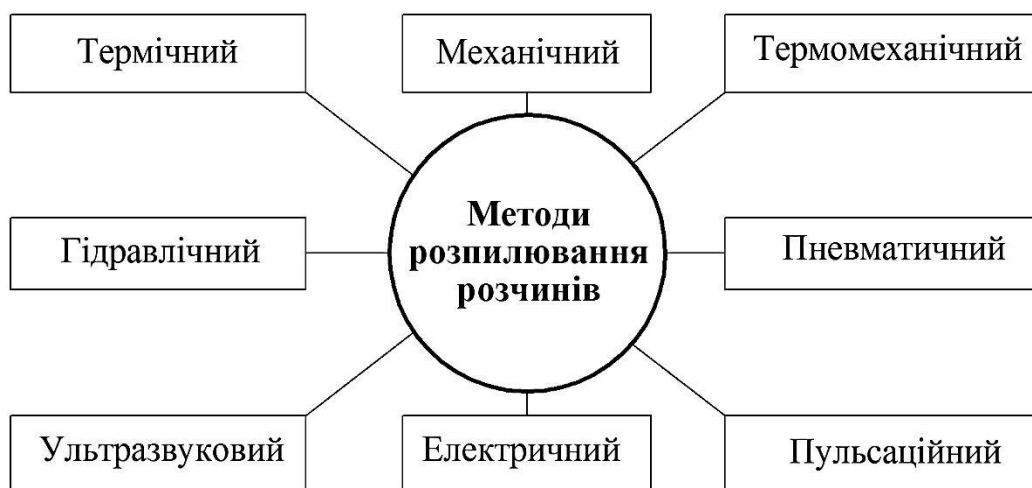 Термічний
Механічний
Термомеханічний
Гідравлічний
Методи
розпилювання
розчинів
Пневматичний
Ультразвуковий
Електричний
Пульсаційний